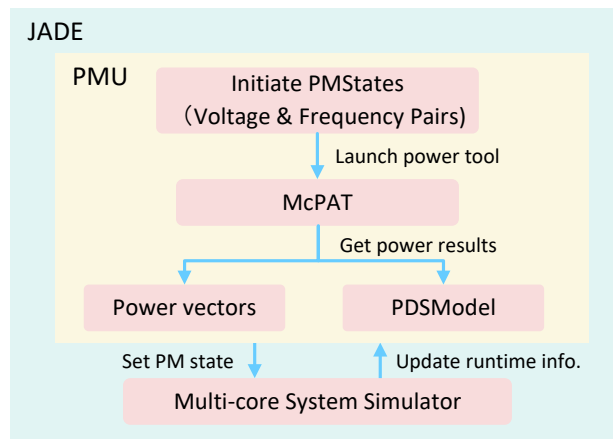 JADE
PMU
Initiate PMStates
（Voltage & Frequency Pairs)
Launch power tool
McPAT
Get power results
Power vectors
PDSModel
Set PM state
Update runtime info.
Multi-core System Simulator